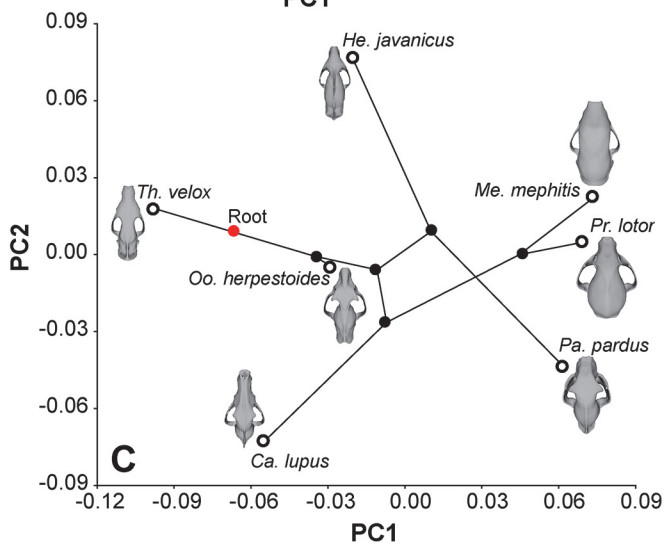 PC1
0.09
He. javanicus
0.06
0.03
Th. velox
Me. mephitis
Root
Pr. lotor
PC2
0.00
Oo. herpestoides
-0.03
Pa. pardus
-0.06
C
Ca. lupus
-0.09
-0.12 -0.09 -0.06 -0.03 0.00 0.03 0.06 0.09
PC1